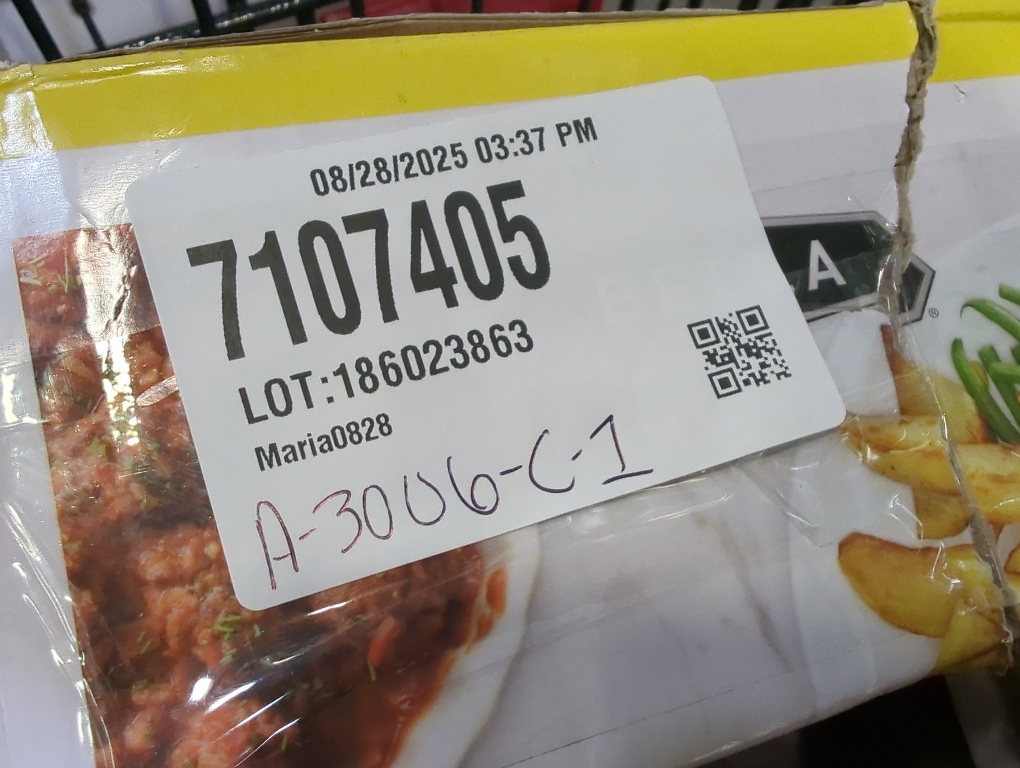 08/28/2025 03:37 PM
7107405
LOT:186023863
Maria0828
A-3006-C-1
A
®